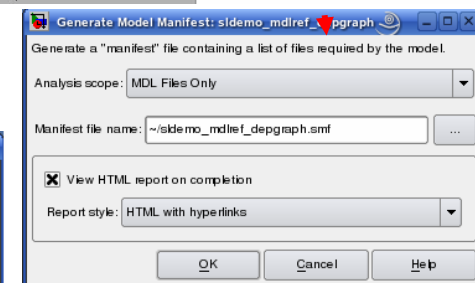 Generate Model Manifest: sldemo_mdlref_depgraph
Generate a "manifest" file containing a list of files required by the model.
Analysis scope: MDL Files Only
Manifest file name: ~/sldemo_mdlref_depgraph.smf ...
View HTML report on completion
Report style: HTML with hyperlinks
OK Cancel Help